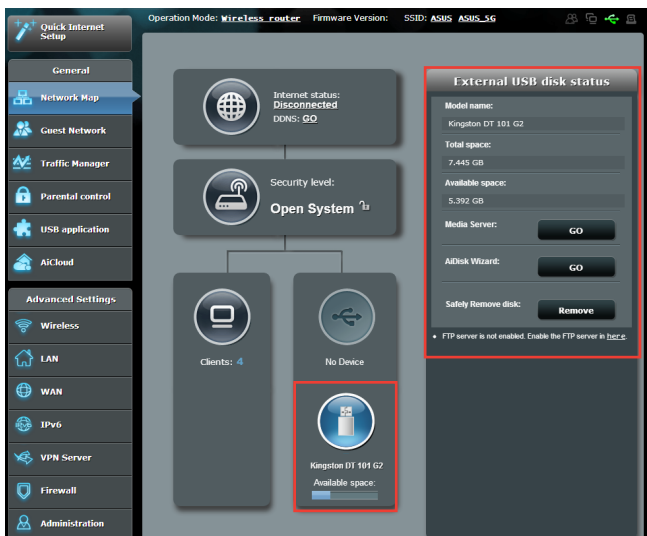 Quick Internet
Setup
Operation Mode: Wireless router Firmware Version: SSID: ASUS ASUS_5G
General
Network Map
Guest Network
Traffic Manager
Parental control
USB application
AiCloud
Advanced Settings
Wireless
LAN
WAN
IPv6
VPN Server
Firewall
Administration
Internet status:
Disconnected
DDNS: GO
Security level:
Open System
Clients: 4
No Device
Kingston DT 101 G2
Available space:
External USB disk status
Model name:
Kingston DT 101 G2
Total space:
7.445 GB
Available space:
5.392 GB
Media Server: GO
AiDisk Wizard: GO
Safely Remove disk: Remove
• FTP server is not enabled. Enable the FTP server in here.